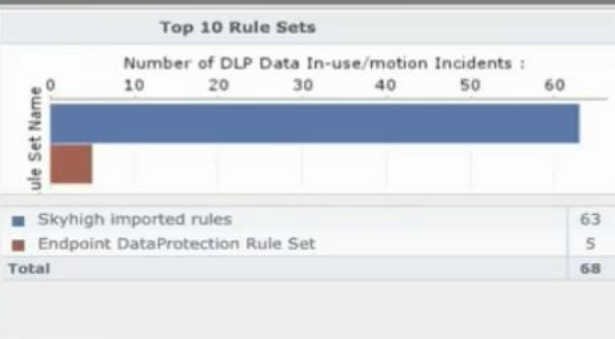 Top 10 Rule Sets
Number of DLP Data In-use/motion Incidents :
0 10 20 30 40 50 60
ule Set Name
Skyhigh imported rules 63
Endpoint DataProtection Rule Set 5
Total 68